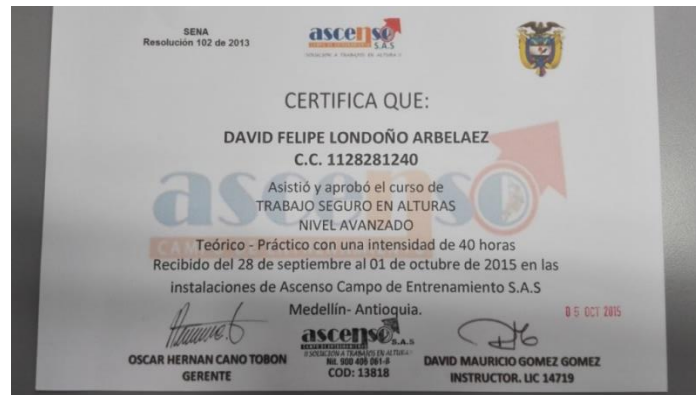 SENA
Resolución 102 de 2013
ascenso
S.A.S
CERTIFICA QUE:
DAVID FELIPE LONDOÑO ARBELAEZ
C.C. 1128281240
Asistió y aprobó el curso de
TRABAJO SEGURO EN ALTURAS
NIVEL AVANZADO
Teórico - Práctico con una intensidad de 40 horas
Recibido del 28 de septiembre al 01 de octubre de 2015 en las
instalaciones de Ascenso Campo de Entrenamiento S.A.S
Medellín- Antioquia.
05 OCT 2015
ascenso S.A.S
OSCAR HERNAN CANO TOBON
GERENTE
COD: 13818
DAVID MAURICIO GOMEZ GOMEZ
INSTRUCTOR. LIC 14719